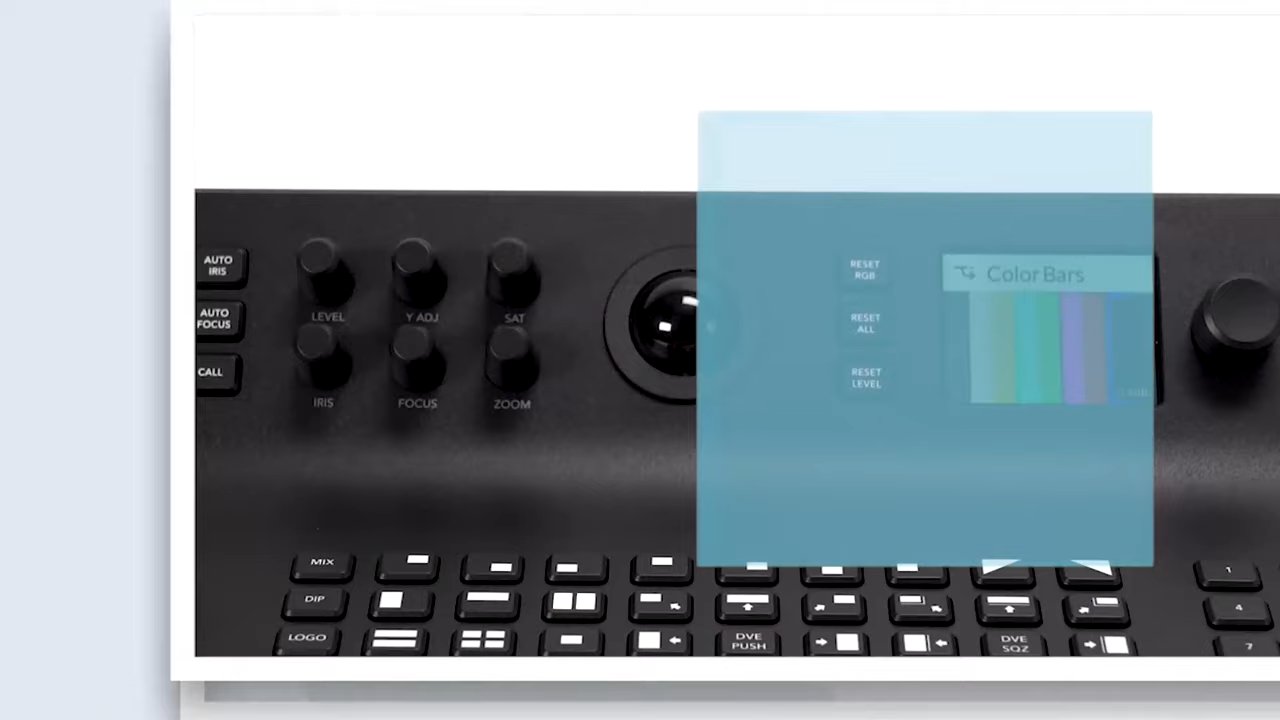 AUTO
IRIS
AUTO
FOCUS
CALL
LEVEL
Y ADJ
SAT
IRIS
FOCUS
ZOOM
RESET
RGB
RESET
ALL
RESET
LEVEL
Color Bars
MIX
DIP
LOGO
DVE
PUSH
DVE
SQZ
1
4
7